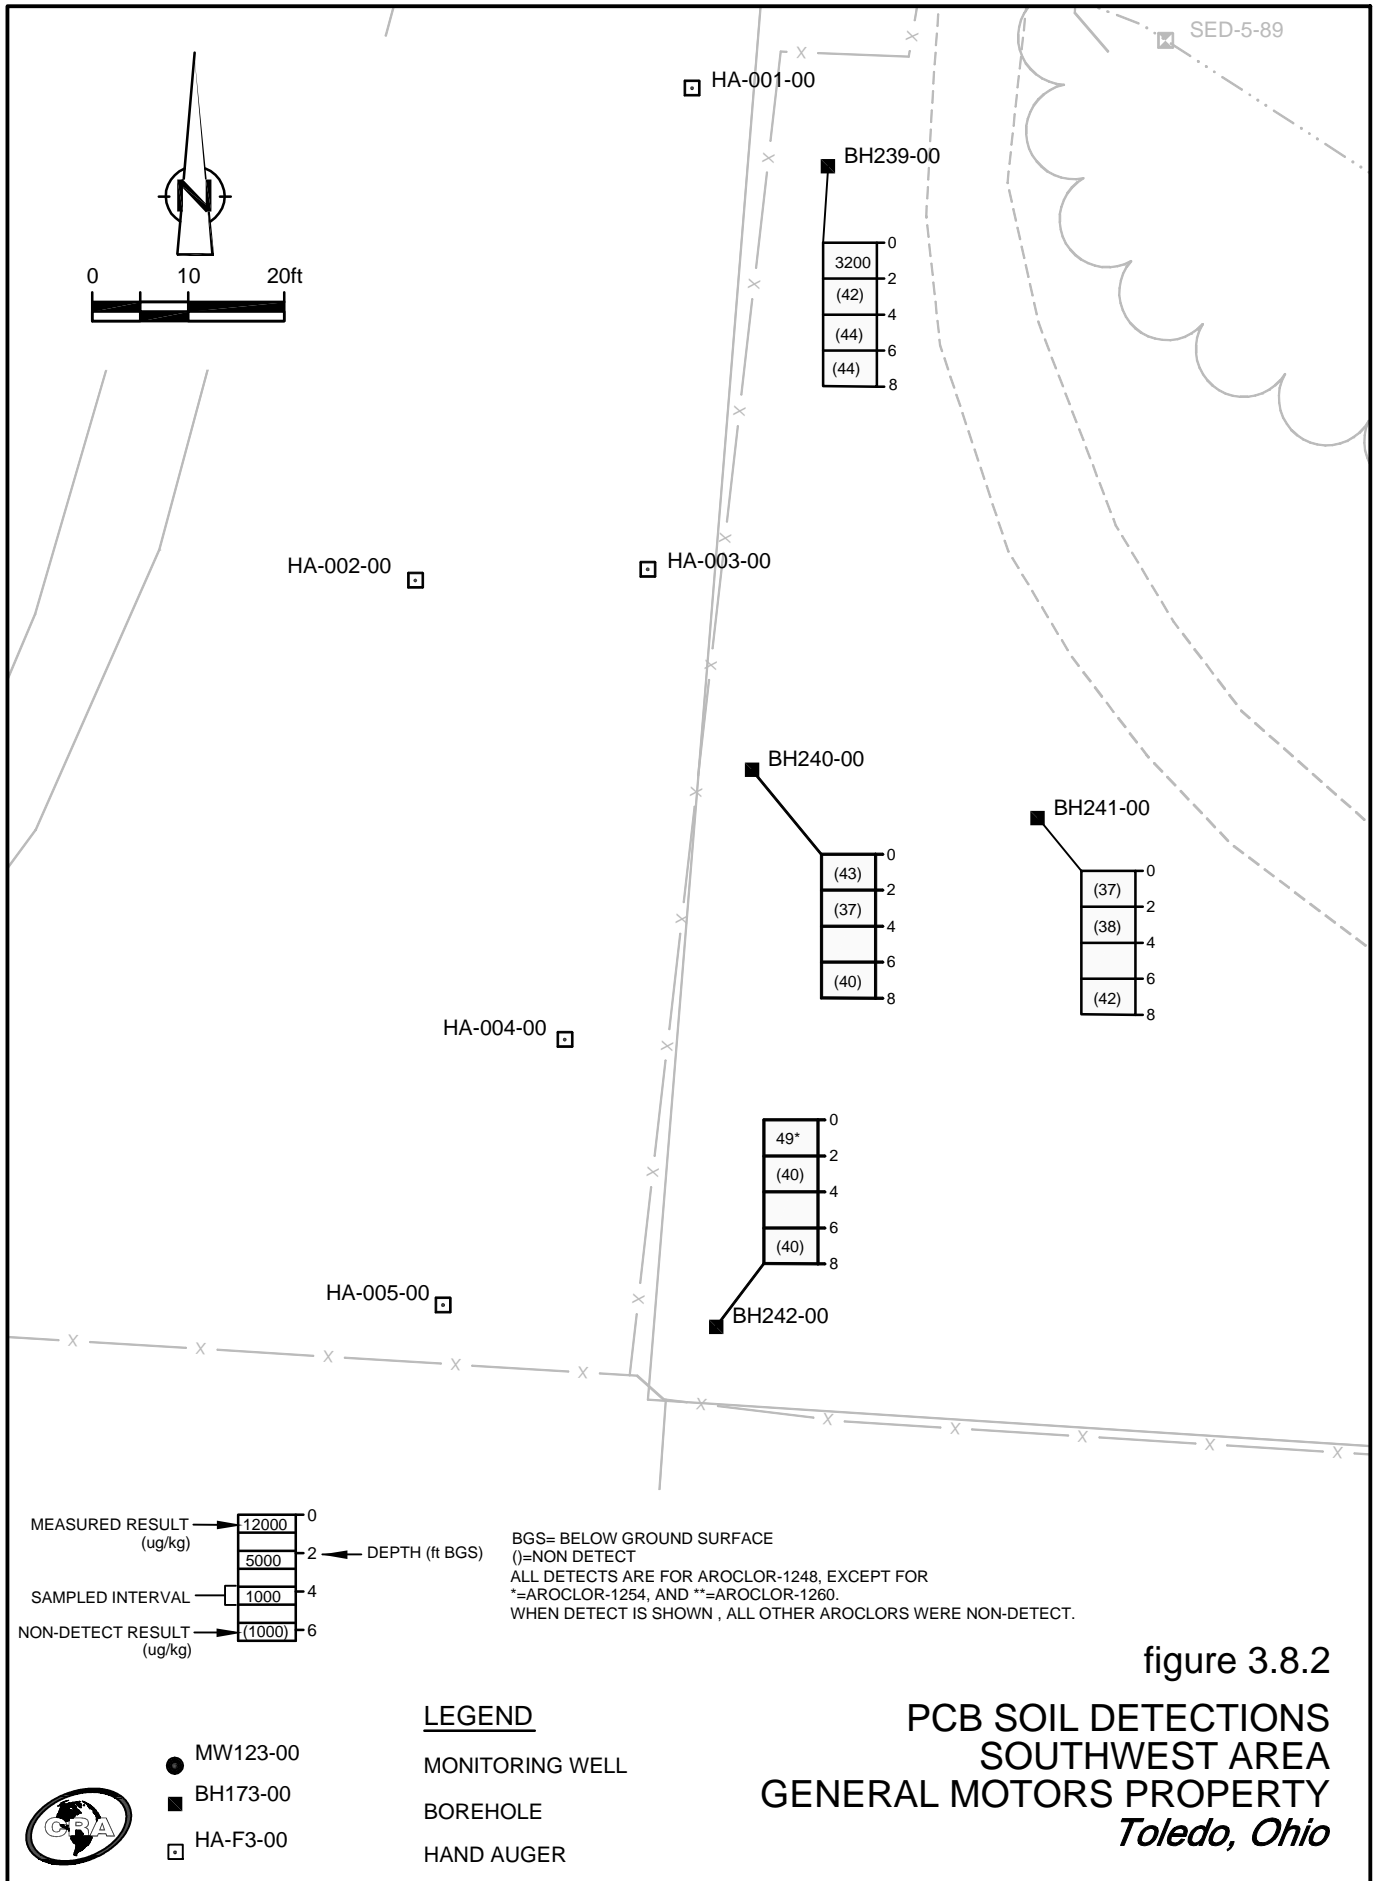 SED-5-89
HA-001-00
BH239-00
N
0 10 20ft
0
3200
2
(42)
4
(44)
6
(44)
8
X
HA-002-00
HA-003-00
BH240-00
0
(43)
2
(37)
4
6
(40)
8
BH241-00
0
(37)
2
(38)
4
6
(42)
8
HA-004-00
0
49*
2
(40)
4
6
(40)
8
BH242-00
HA-005-00
MEASURED RESULT
(ug/kg)
SAMPLED INTERVAL
NON-DETECT RESULT
(ug/kg)
12000
5000
1000
(1000)
0
2
4
6
DEPTH (ft BGS)
BGS= BELOW GROUND SURFACE
()=NON DETECT
ALL DETECTS ARE FOR AROCLOR-1248, EXCEPT FOR
*=AROCLOR-1254, AND **=AROCLOR-1260.
WHEN DETECT IS SHOWN , ALL OTHER AROCLORS WERE NON-DETECT.
figure 3.8.2
PCB SOIL DETECTIONS
SOUTHWEST AREA
GENERAL MOTORS PROPERTY
Toledo, Ohio
LEGEND
MW123-00 MONITORING WELL
BH173-00 BOREHOLE
HA-F3-00 HAND AUGER
CRA